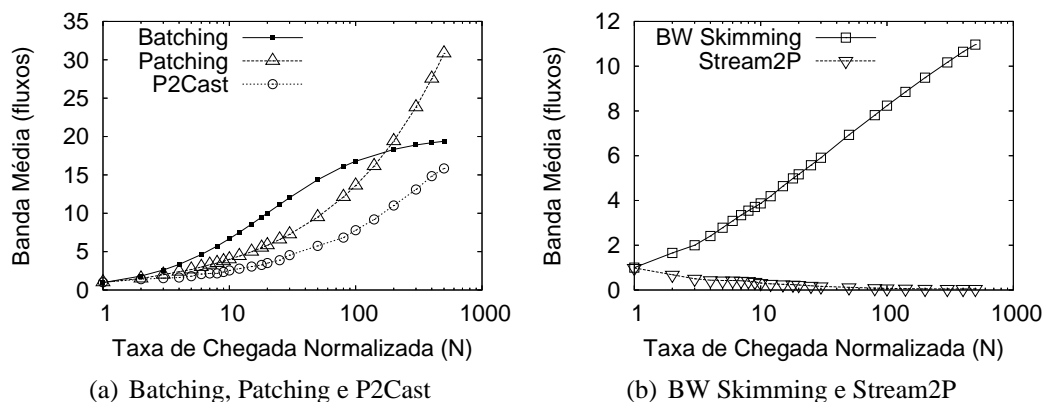 35
30
25
20
15
10
5
0
Banda Média (fluxos)
Batching
Patching
P2Cast
1 10 100 1000
Taxa de Chegada Normalizada (N)
(a) Batching, Patching e P2Cast
12
10
8
6
4
2
0
Banda Média (fluxos)
BW Skimming
Stream2P
1 10 100 1000
Taxa de Chegada Normalizada (N)
(b) BW Skimming e Stream2P